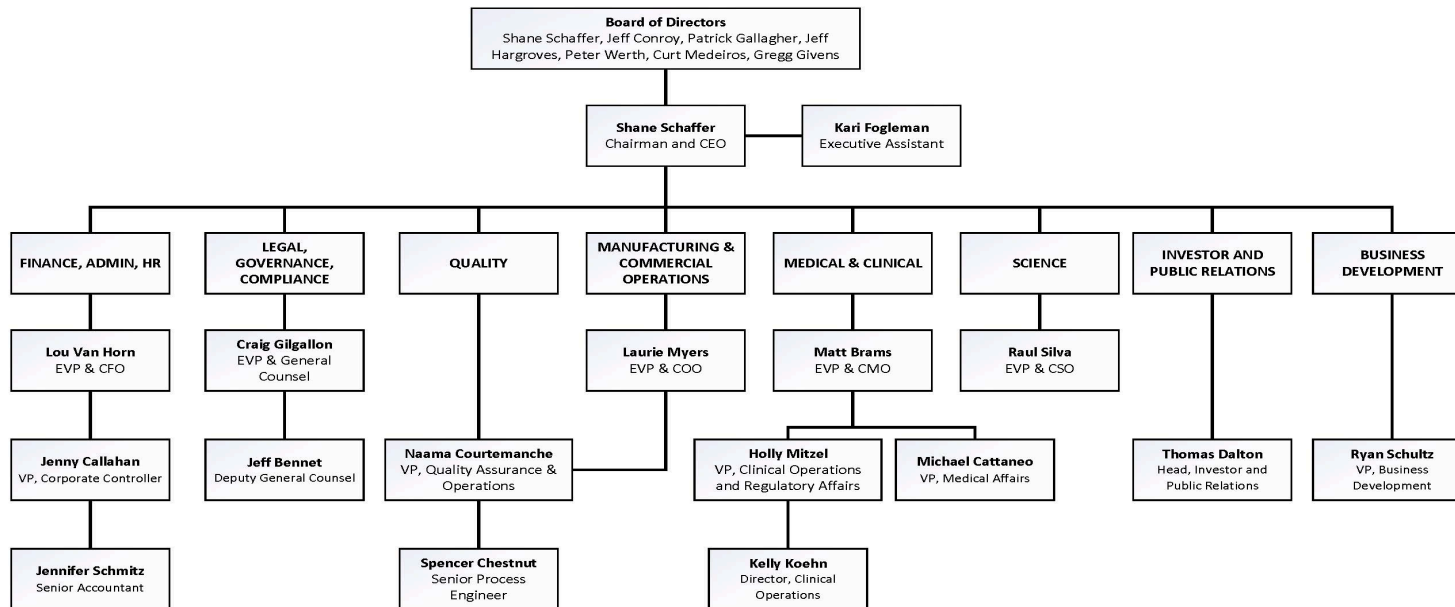 Board of Directors
Shane Schaffer, Jeff Conroy, Patrick Gallagher, Jeff
Hargroves, Peter Werth, Curt Medeiros, Gregg Givens
Shane Schaffer
Chairman and CEO
Kari Fogleman
Executive Assistant
FINANCE, ADMIN, HR
LEGAL,
GOVERNANCE,
COMPLIANCE
QUALITY
MANUFACTURING &
COMMERCIAL
OPERATIONS
MEDICAL & CLINICAL
SCIENCE
INVESTOR AND
PUBLIC RELATIONS
BUSINESS
DEVELOPMENT
Lou Van Horn
EVP & CFO
Craig Gilgallon
EVP & General
Counsel
Laurie Myers
EVP & COO
Matt Brams
EVP & CMO
Raul Silva
EVP & CSO
Jenny Callahan
VP, Corporate Controller
Jeff Bennet
Deputy General Counsel
Naama Courtemanche
VP, Quality Assurance &
Operations
Holly Mitzel
VP, Clinical Operations
and Regulatory Affairs
Michael Cattaneo
VP, Medical Affairs
Thomas Dalton
Head, Investor and
Public Relations
Ryan Schultz
VP, Business
Development
Jennifer Schmitz
Senior Accountant
Spencer Chestnut
Senior Process
Engineer
Kelly Koehn
Director, Clinical
Operations